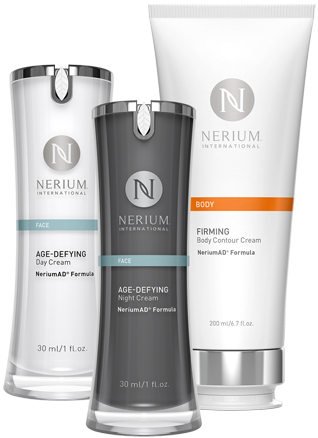 N
NERIUM
INTERNATIONAL
FACE
AGE-DEFYING
Day Cream
NeriumAD® Formula
30 ml/1 fl.oz.
N
NERIUM
INTERNATIONAL
FACE
AGE-DEFYING
Night Cream
NeriumAD® Formula
30 ml/1 fl.oz.
N
NERIUM
INTERNATIONAL
BODY
FIRMING
Body Contour Cream
NeriumAD® Formula
200 ml/6.7 fl.oz.